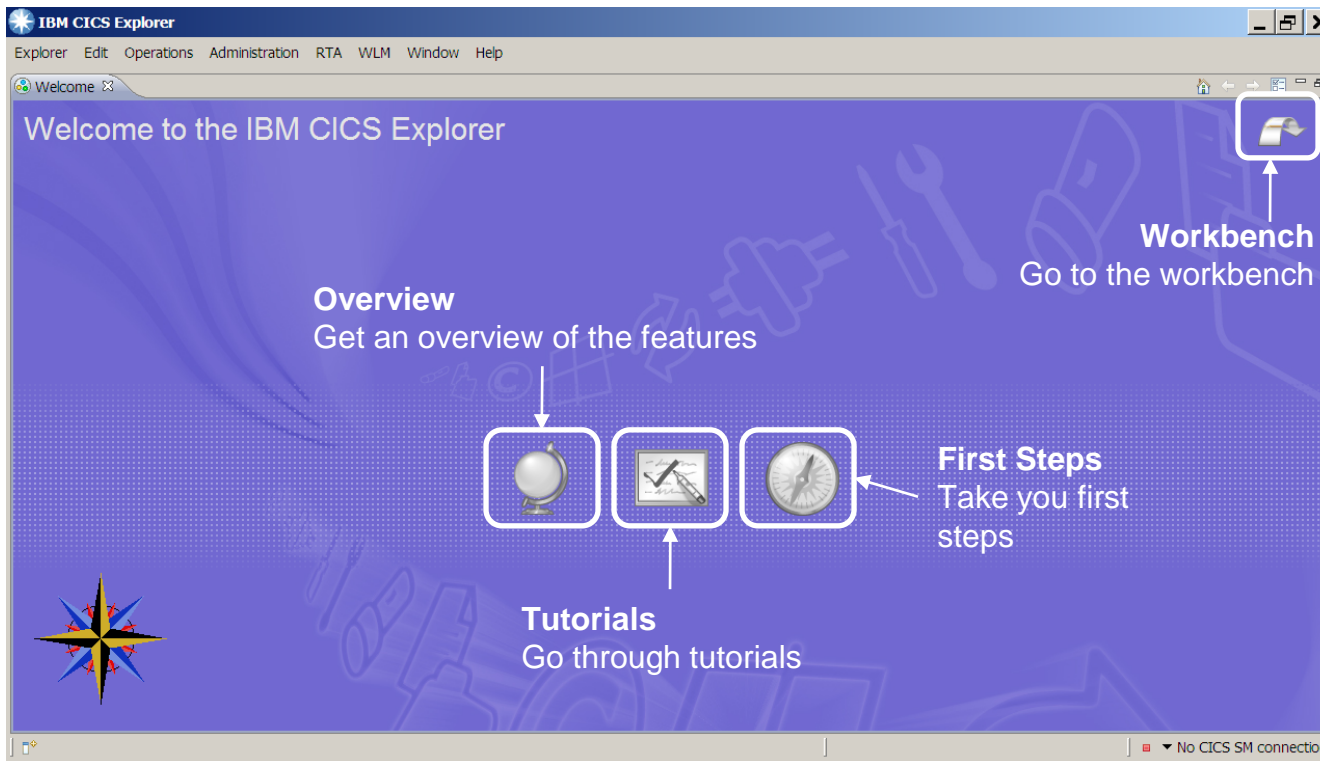 IBM CICS Explorer
Explorer Edit Operations Administration RTA WLM Window Help
Welcome
Welcome to the IBM CICS Explorer
Workbench
Go to the workbench
Overview
Get an overview of the features
©
First Steps
Take you first
steps
Tutorials
Go through tutorials
No CICS SM connectio